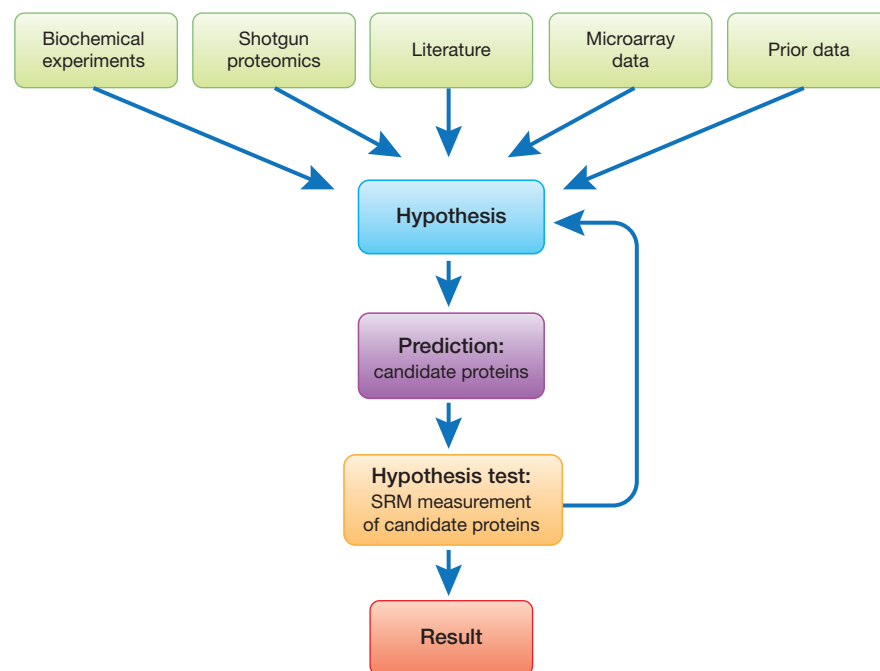 Biochemical
experiments
Shotgun
proteomics
Literature
Microarray
data
Prior data
Hypothesis
Prediction:
candidate proteins
Hypothesis test:
SRM measurement
of candidate proteins
Result